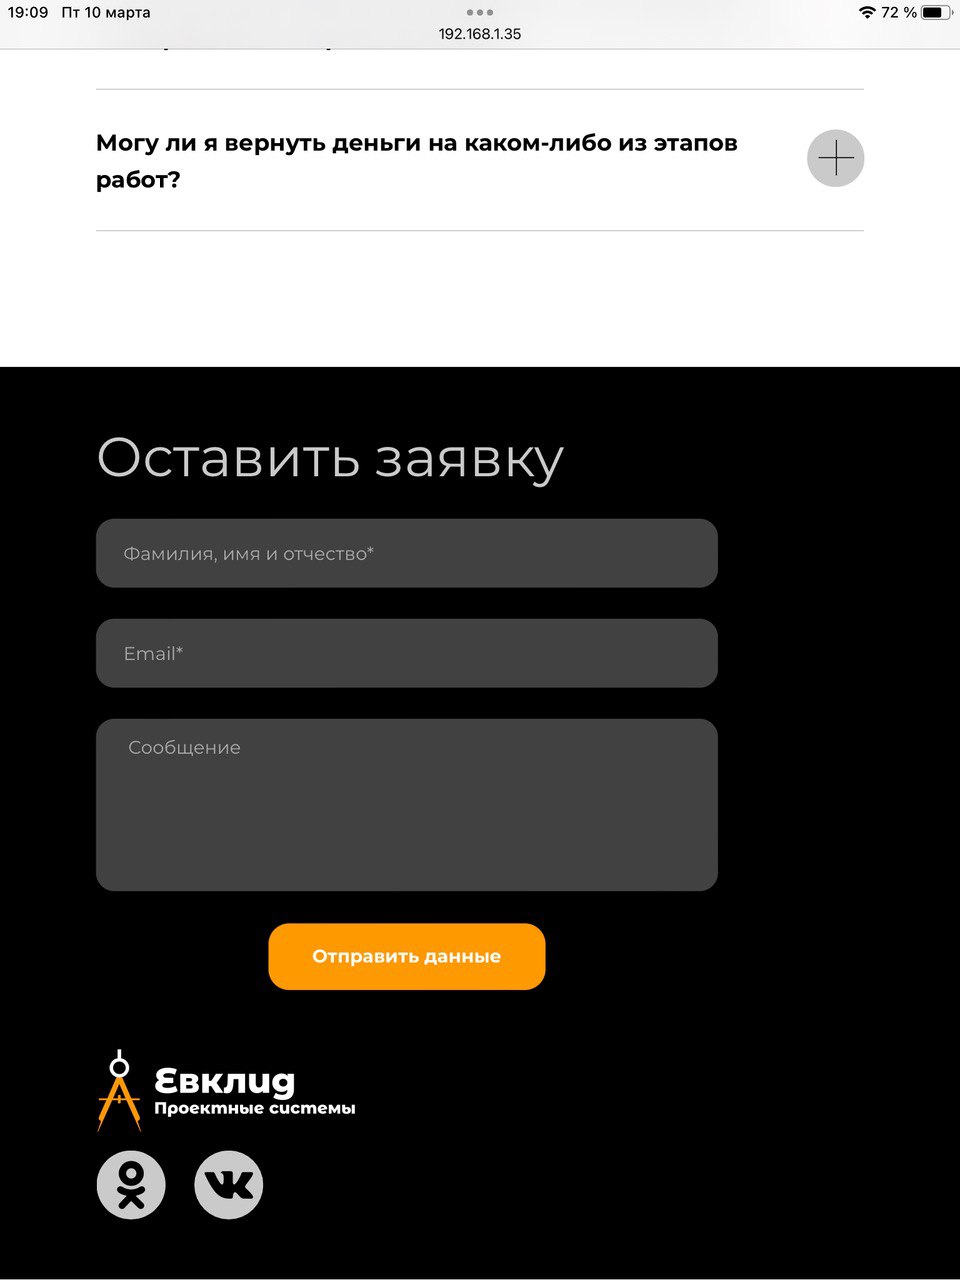 19:09 Пт 10 марта
72 %
192.168.1.35
Могу ли я вернуть деньги на каком-либо из этапов
работ?
Оставить заявку
Фамилия, имя и отчество*
Email*
Сообщение
Отправить данные
Евклид
Проектные системы